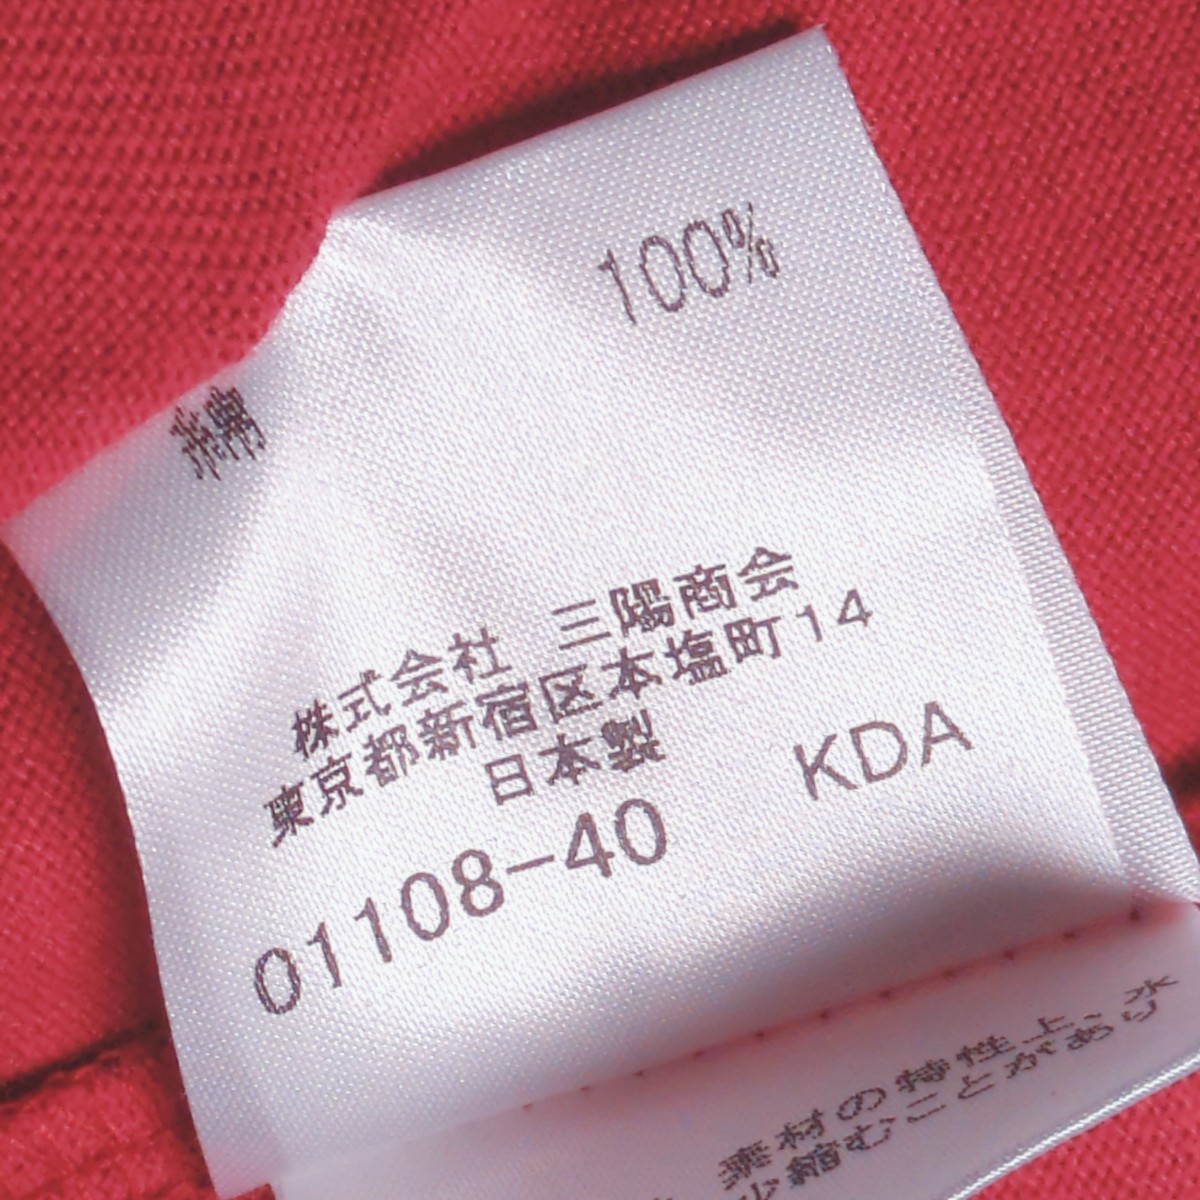 綿 100%
株式会社 三陽商会
東京都新宿区本塩町14
日本製
01108-40 KDA
素材の特性上、水
縮むことがあり